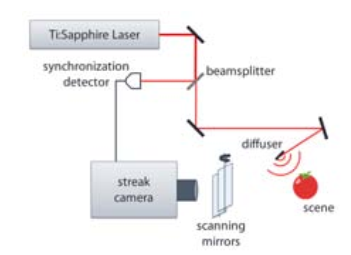 Ti:Sapphire Laser
synchronization
detector
beamsplitter
diffuser
streak
camera
scene
scanning
mirrors